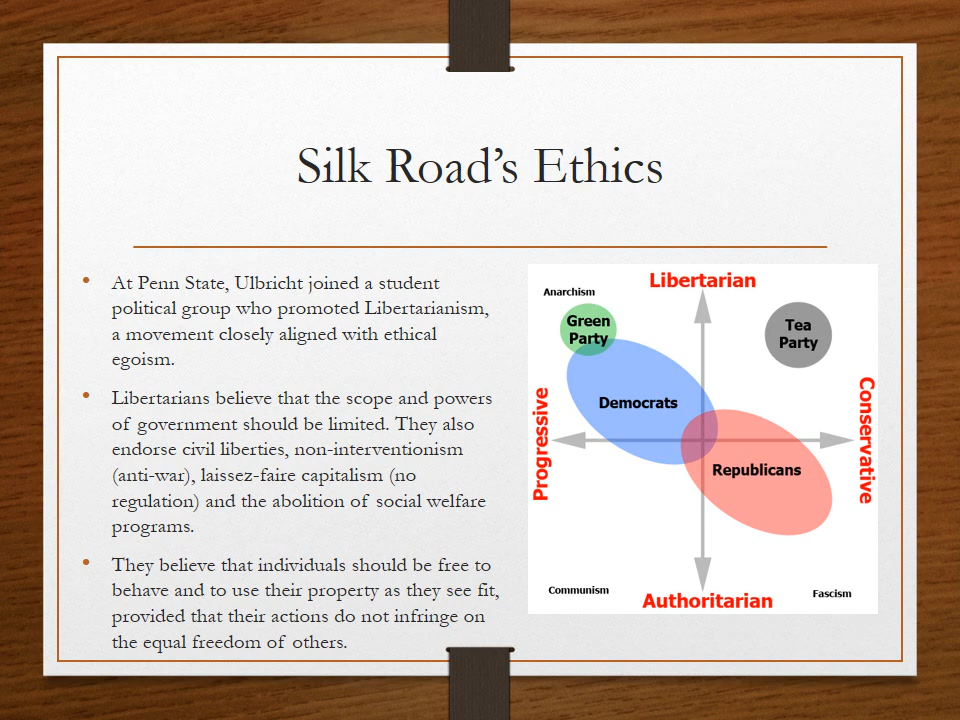 Silk Road’s Ethics
• At Penn State, Ulbricht joined a student
political group who promoted Libertarianism,
a movement closely aligned with ethical
egoism.
• Libertarians believe that the scope and powers
of government should be limited. They also
endorse civil liberties, non-interventionism
(anti-war), laissez-faire capitalism (no
regulation) and the abolition of social welfare
programs.
• They believe that individuals should be free to
behave and to use their property as they see fit,
provided that their actions do not infringe on
the equal freedom of others.
Libertarian
Anarchism
Green
Party
Tea
Party
Democrats
Progressive
Conservative
Republicans
Communism
Authoritarian
Fascism